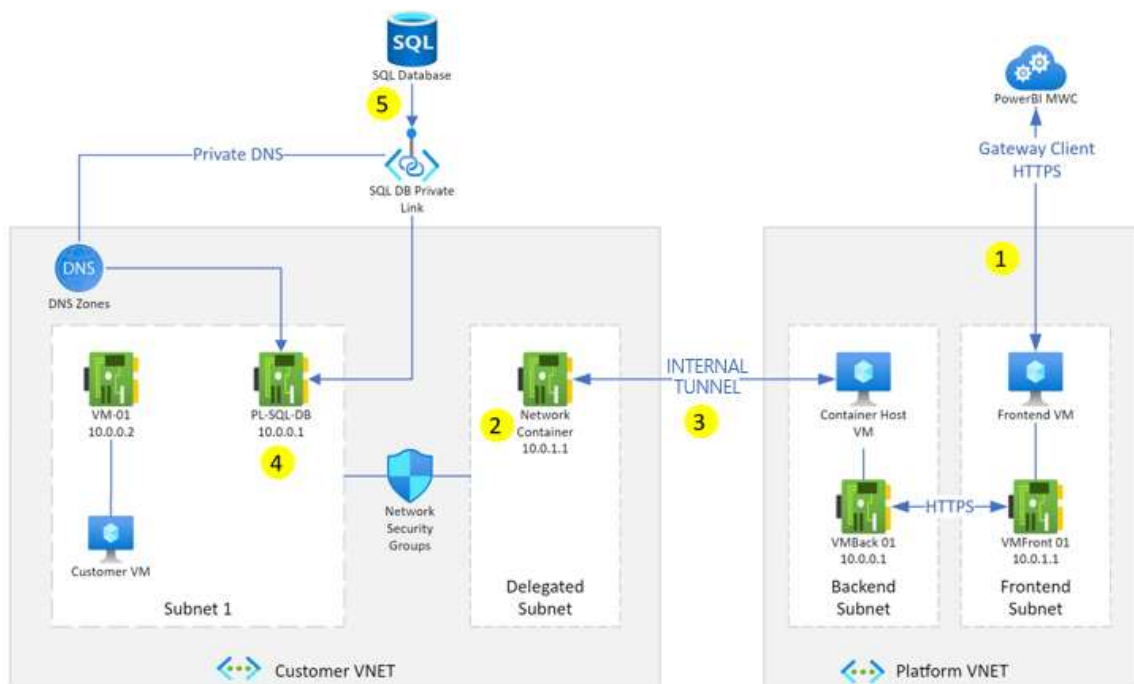 SQL
SQL Database
5
PowerBI MWC
Private DNS
SQL DB Private
Link
Gateway Client
HTTPS
1
DNS
DNS Zones
VM-01
10.0.0.2
PL-SQL-DB
10.0.0.1
4
Customer VM
Subnet 1
Network
Security
Groups
2
Network
Container
10.0.1.1
Delegated
Subnet
Customer VNET
INTERNAL
TUNNEL
3
Container Host
VM
VMBack 01
10.0.0.1
Backend
Subnet
HTTPS
Frontend VM
VMFront 01
10.0.1.1
Frontend
Subnet
Platform VNET